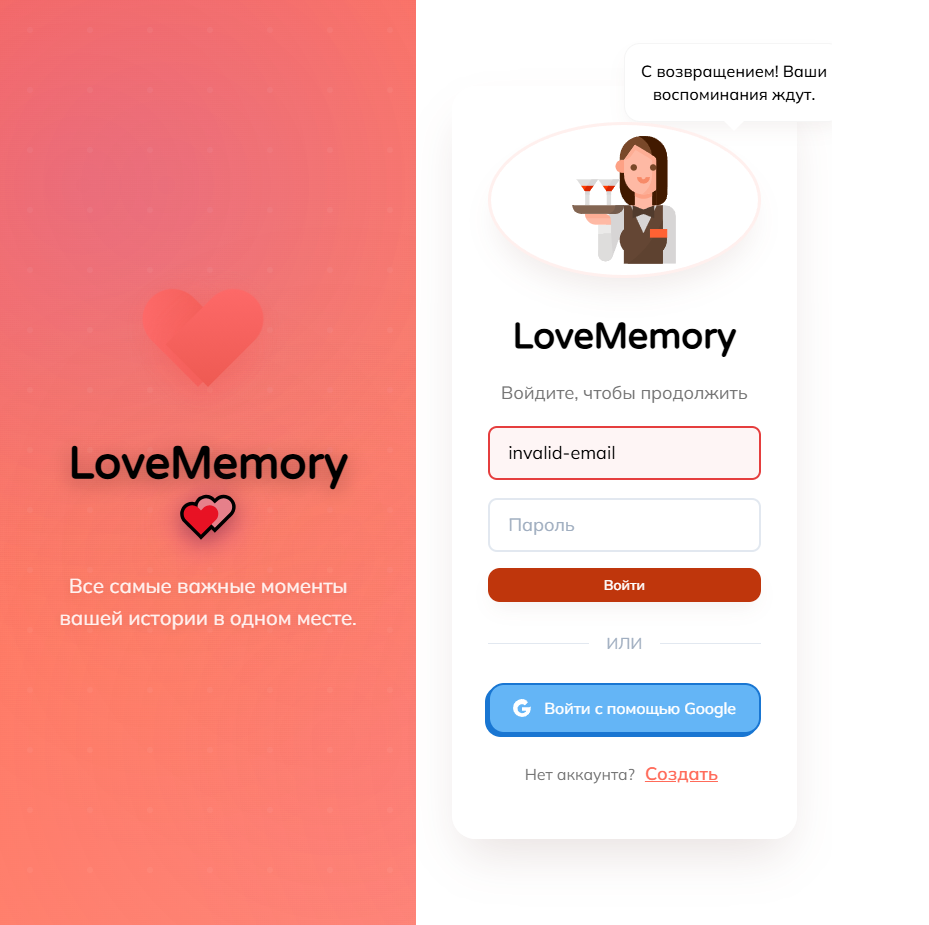 LoveMemory
Все самые важные моменты
вашей истории в одном месте.
С возвращением! Ваши
воспоминания ждут.
LoveMemory
Войдите, чтобы продолжить
invalid-email
Пароль
Войти
ИЛИ
Войти с помощью Google
Нет аккаунта? Создать